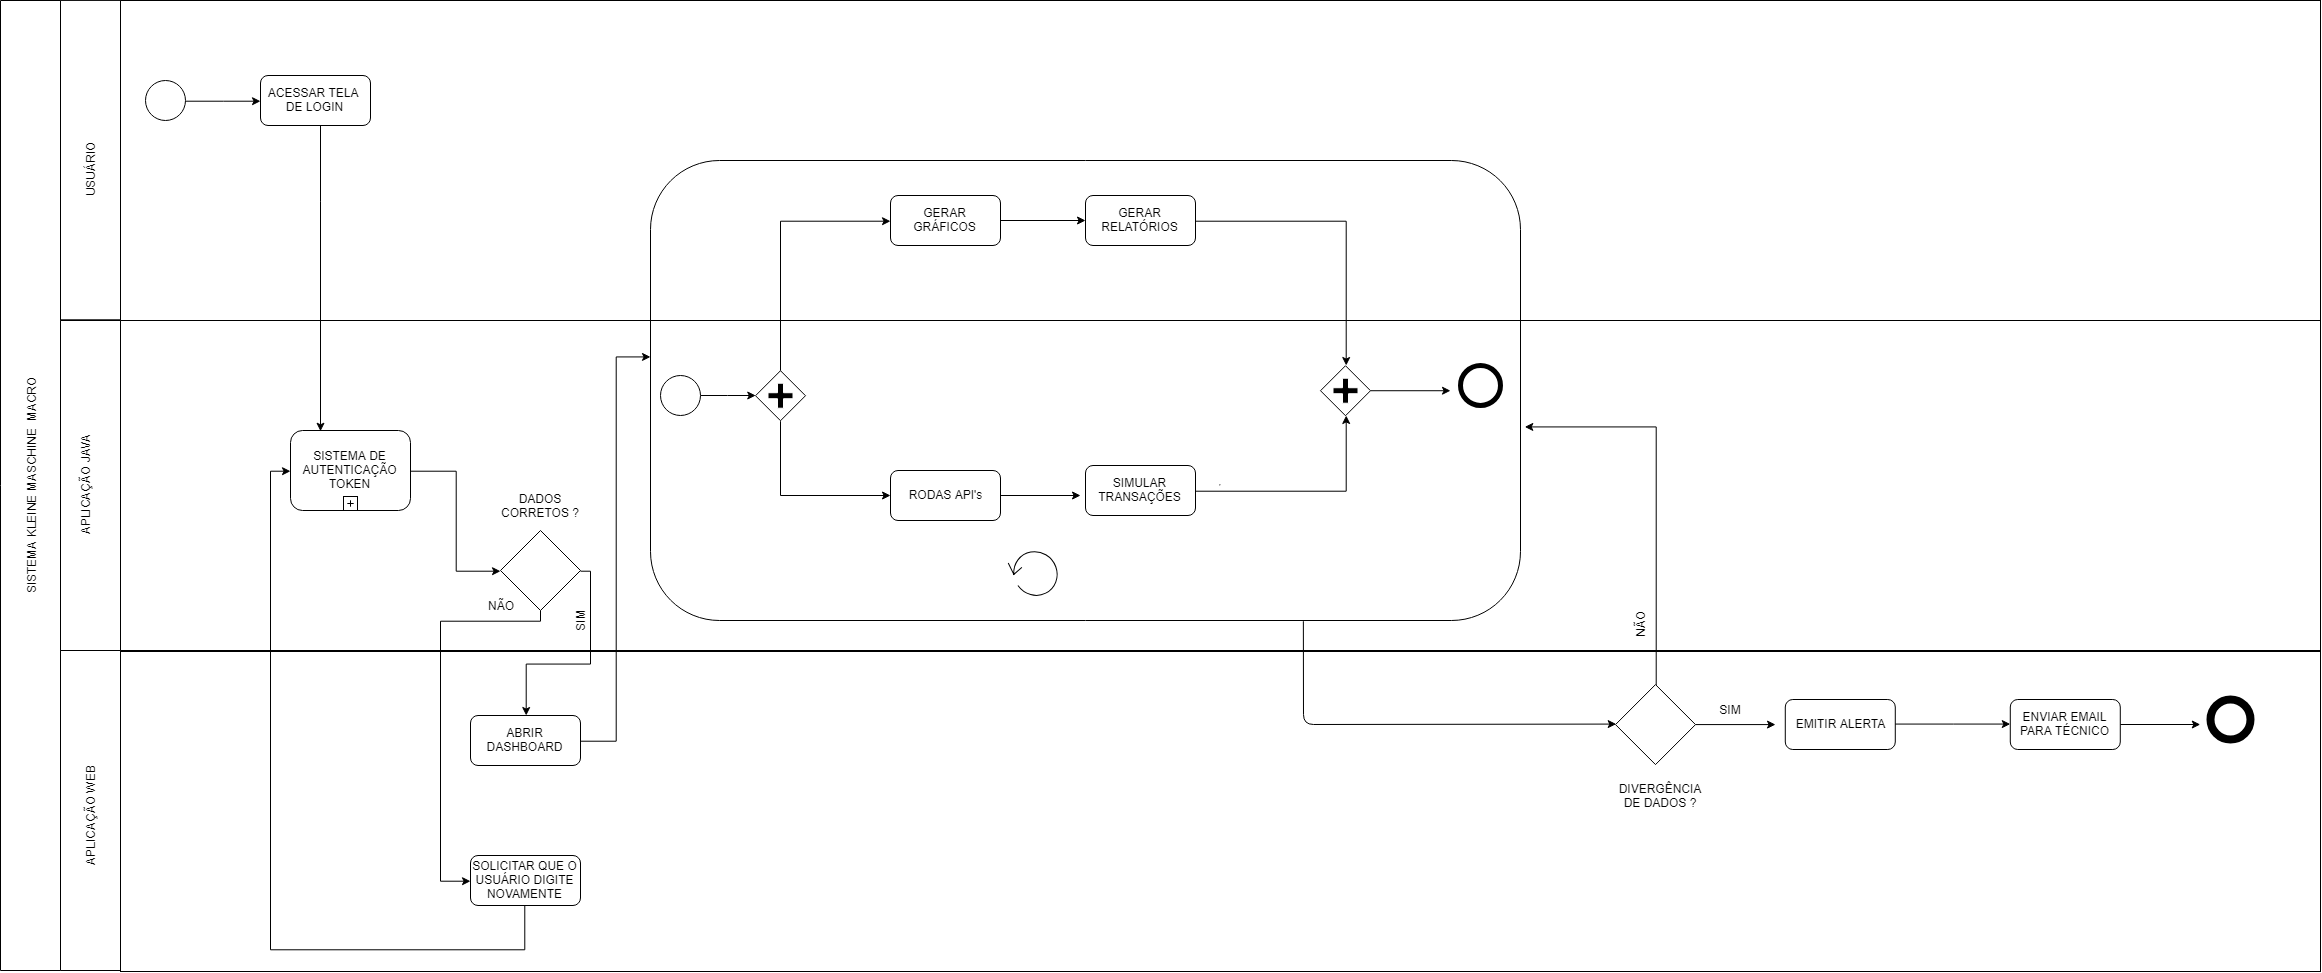 SISTEMA KLEINE MASCHINE MACRO
USUÁRIO
ACESSAR TELA
DE LOGIN
GERAR
GRÁFICOS
GERAR
RELATÓRIOS
APLICAÇÃO JAVA
SISTEMA DE
AUTENTICAÇÃO
TOKEN
DADOS
CORRETOS ?
NÃO
SIM
RODAS API's
SIMULAR
TRANSAÇÕES
NÃO
APLICAÇÃO WEB
ABRIR
DASHBOARD
SOLICITAR QUE O
USUÁRIO DIGITE
NOVAMENTE
DIVERGÊNCIA
DE DADOS ?
SIM
EMITIR ALERTA
ENVIAR EMAIL
PARA TÉCNICO